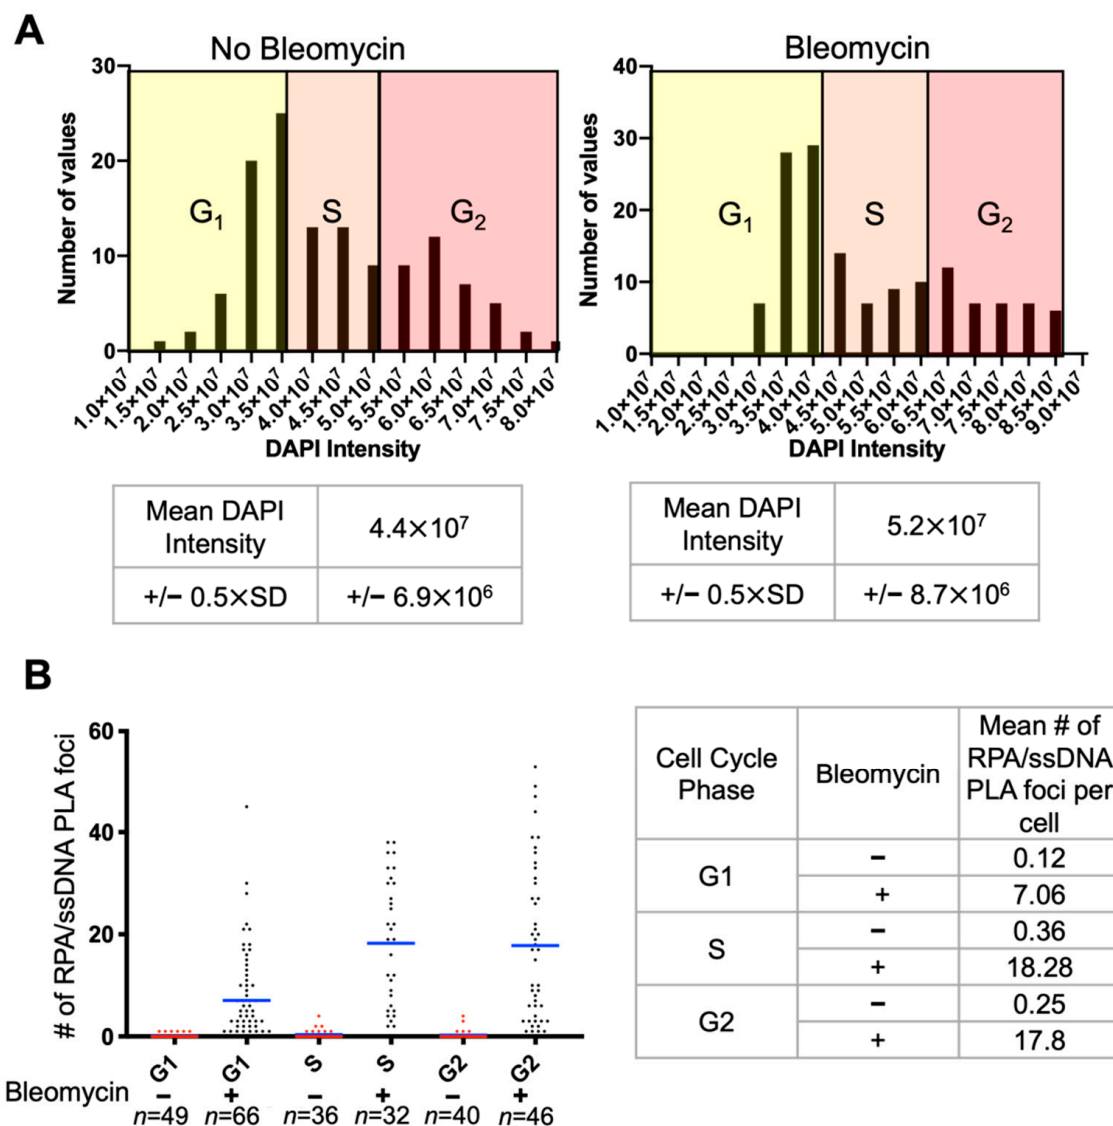 A
No Bleomycin
Number of values
30
20
10
0
G1
S
G2
1.0×10⁷
1.5×10⁷
2.0×10⁷
2.5×10⁷
3.0×10⁷
3.5×10⁷
4.0×10⁷
4.5×10⁷
5.0×10⁷
5.5×10⁷
6.0×10⁷
6.5×10⁷
7.0×10⁷
7.5×10⁷
8.0×10⁷
DAPI Intensity
Bleomycin
Number of values
40
30
20
10
0
G1
S
G2
1.0×10⁷
1.5×10⁷
2.0×10⁷
2.5×10⁷
3.0×10⁷
3.5×10⁷
4.0×10⁷
4.5×10⁷
5.0×10⁷
5.5×10⁷
6.0×10⁷
6.5×10⁷
7.0×10⁷
7.5×10⁷
8.0×10⁷
8.5×10⁷
9.0×10⁷
DAPI Intensity
Mean DAPI
Intensity
4.4×10⁷
+/− 0.5×SD
+/− 6.9×10⁶
Mean DAPI
Intensity
5.2×10⁷
+/− 0.5×SD
+/− 8.7×10⁶
B
# of RPA/ssDNA PLA foci
60
40
20
0
G1 G1 S S G2 G2
Bleomycin − + − + − +
n=49 n=66 n=36 n=32 n=40 n=46
Cell Cycle
Phase
Bleomycin
Mean # of
RPA/ssDNA
PLA foci per
cell
G1
− 0.12
+ 7.06
S
− 0.36
+ 18.28
G2
− 0.25
+ 17.8